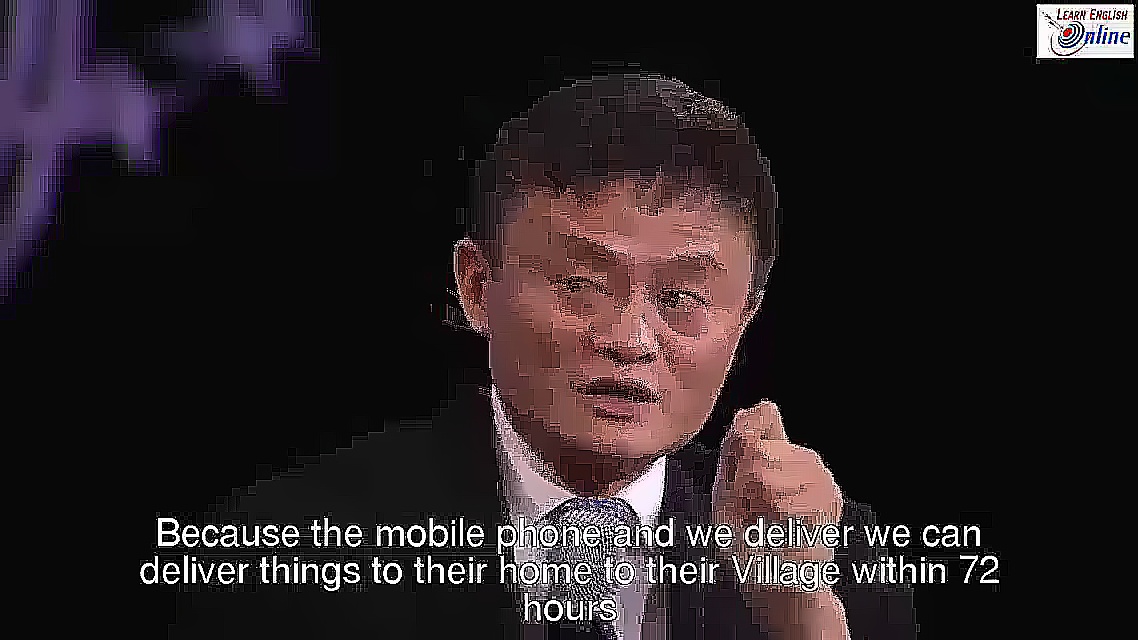 LEARN ENGLISH
Online
Because the mobile phone and we deliver we can
deliver things to their home to their Village within 72
hours